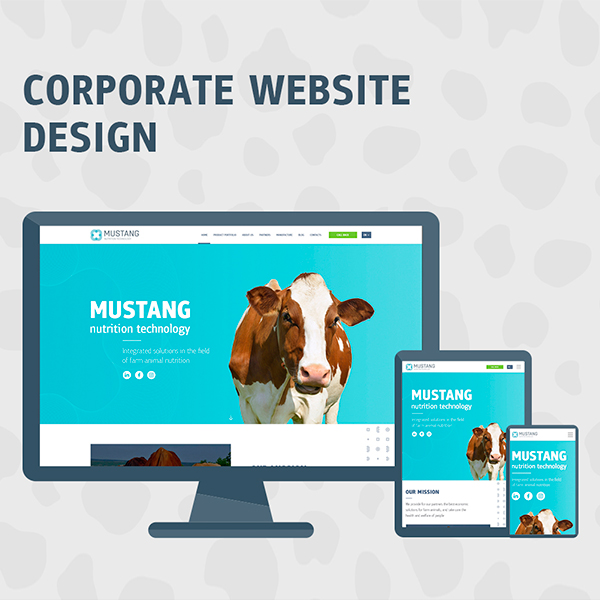 CORPORATE WEBSITE
DESIGN
MUSTANG
HOME PRODUCT PORTFOLIO ABOUT US PARTNERS BLOG CONTACTS
MUSTANG
nutrition technology
Integrated solutions in the field
of farm animal nutrition
MUSTANG
MUSTANG
nutrition technology
Integrated solutions in the field
of farm animal nutrition
OUR MISSION
We provide for our partners the best economic
solutions for farm animals, and take care of the
health and welfare of people
MUSTANG
MUSTANG
nutrition technology
Integrated solutions in the field
of farm animal nutrition